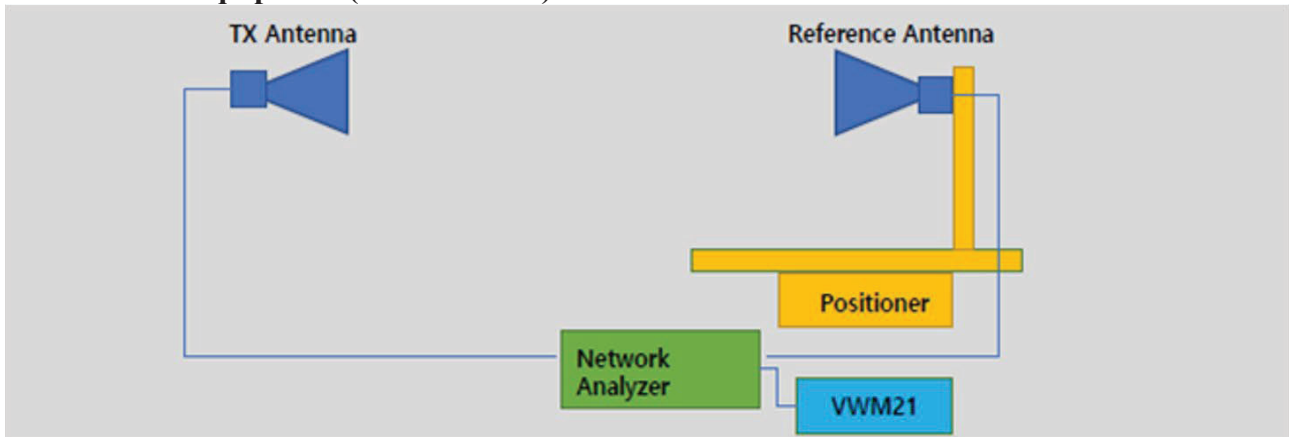 TX Antenna
Reference Antenna
Positioner
Network
Analyzer
VWM21